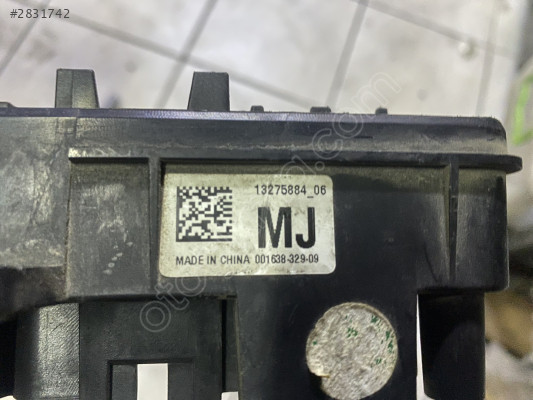 #2831742
13275884_06
MJ
MADE IN CHINA 001638-329-09